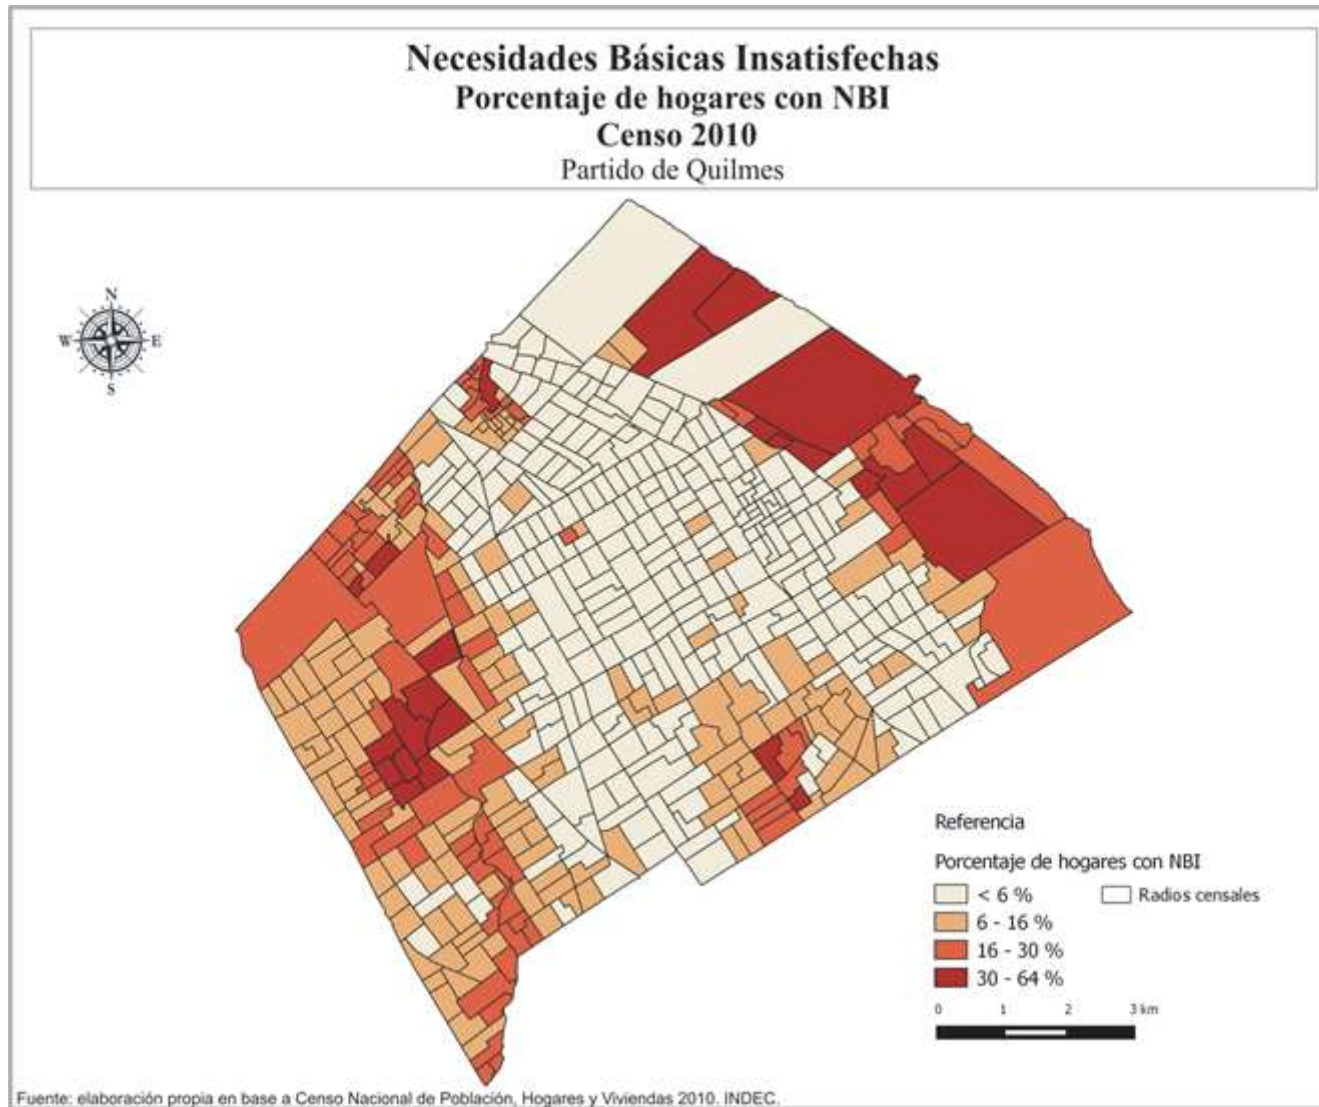 Necesidades Básicas Insatisfechas
Porcentaje de hogares con NBI
Censo 2010
Partido de Quilmes
N
W
E
S
Referencia
Porcentaje de hogares con NBI
< 6 %
Radios censales
6 - 16 %
16 - 30 %
30 - 64 %
0 1 2 3 km
Fuente: elaboración propia en base a Censo Nacional de Población, Hogares y Viviendas 2010. INDEC.